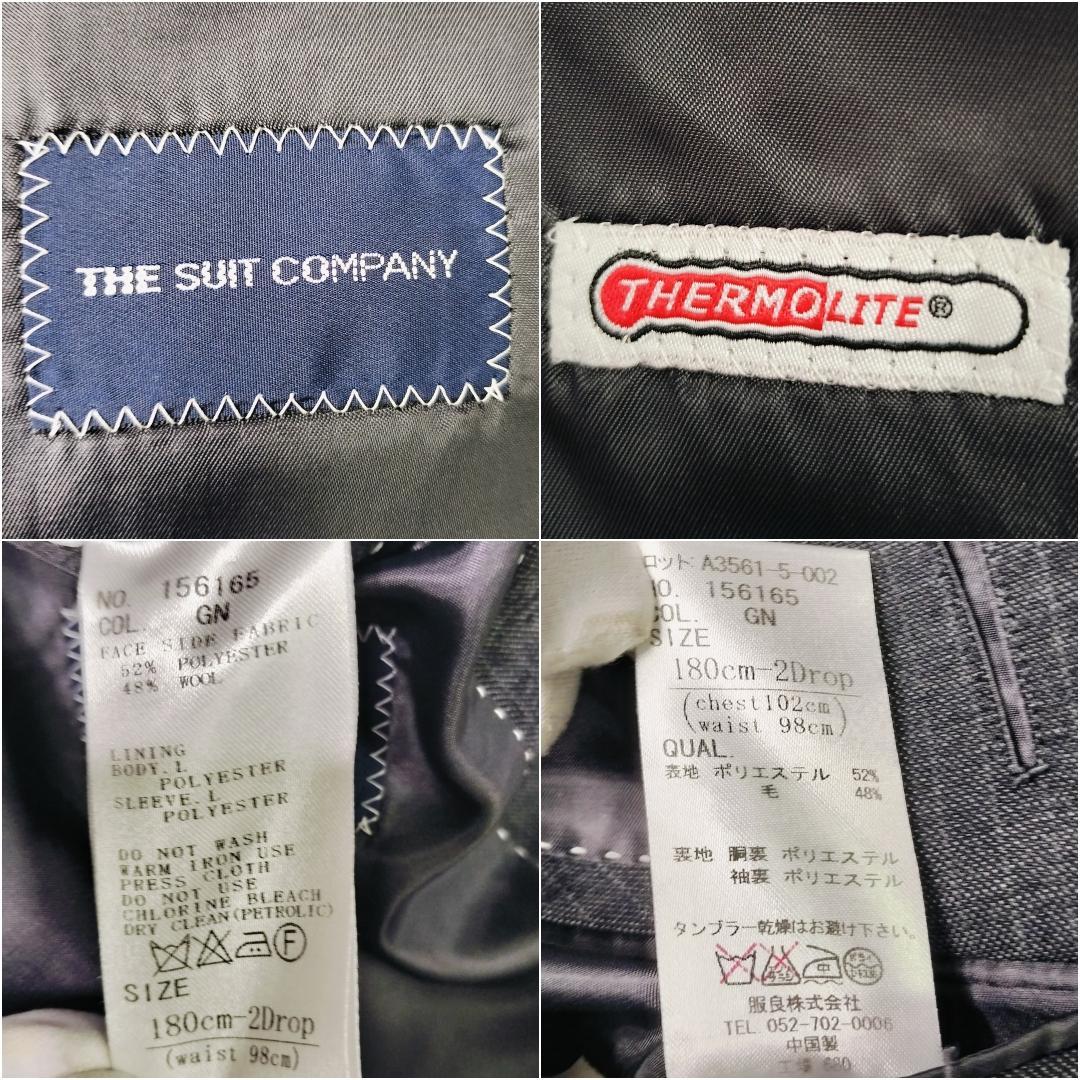 THE SUIT COMPANY
THERMOLITE®
NO. 156165
COL. GN
FACE SIDE FABRIC
52% POLYESTER
48% WOOL
LINING
BODY.L
POLYESTER
SLEEVE.L
POLYESTER
DO NOT WASH
WARM IRON USE
PRESS CLOTH
DO NOT USE
CHLORINE BLEACH
DRY CLEAN(PETROLIC)
F
SIZE
180cm-2Drop
(waist 98cm)
ロット A3561-5-002
NO. 156165
COL. GN
SIZE
180cm-2Drop
(chest102cm
waist 98cm)
QUAL.
表地 ポリエステル 52%
毛 48%
裏地 胴裏 ポリエステル
袖裏 ポリエステル
タンブラー乾燥はお避け下さい。
服良株式会社
TEL 052-702-0006
中国製
工場